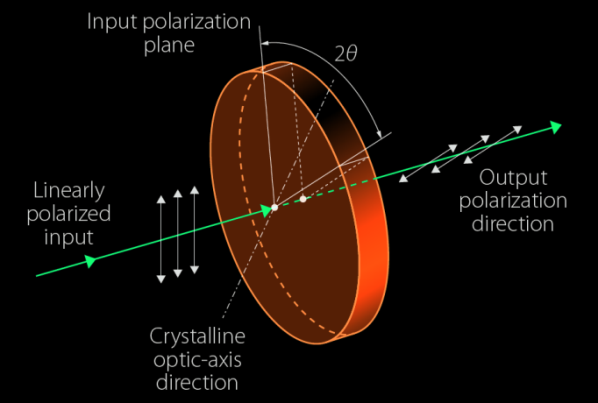 Input polarization
plane
2θ
Linearly
polarized
input
Output
polarization
direction
Crystalline
optic-axis
direction